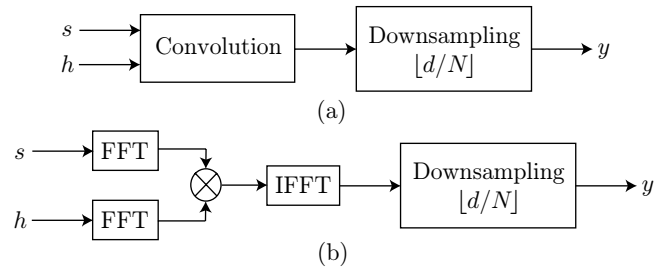 s
h
Convolution
Downsampling
⌊d/N⌋
y
(a)
s
FFT
h
FFT
IFFT
Downsampling
⌊d/N⌋
y
(b)